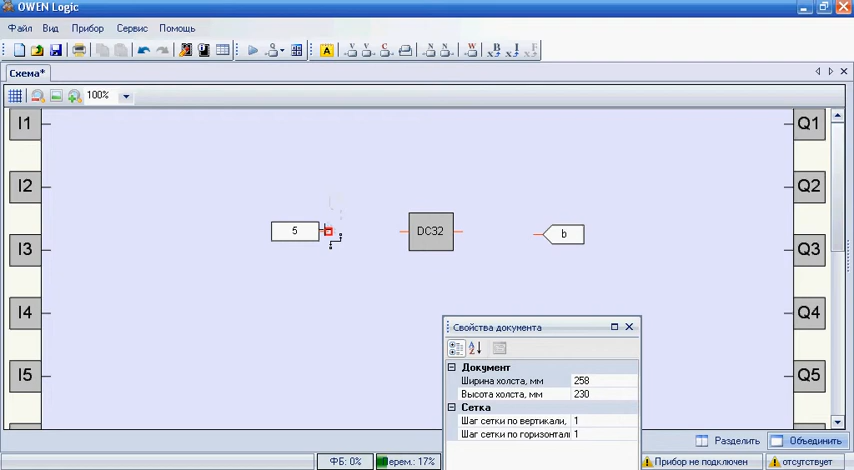 OWEN Logic
Файл Вид Прибор Сервис Помощь
Схема*
100%
I1 Q1
I2 Q2
5 DC32 b
I3 Q3
I4 Q4
Свойства документа
Документ
I5 Q5
Ширина холста, мм 258
Высота холста, мм 230
Сетка
Шаг сетки по вертикали, 1
Шаг сетки по горизонтал 1
Разделить Объединить
ФБ: 0% Перем.: 17% Прибор не подключен отсутствует